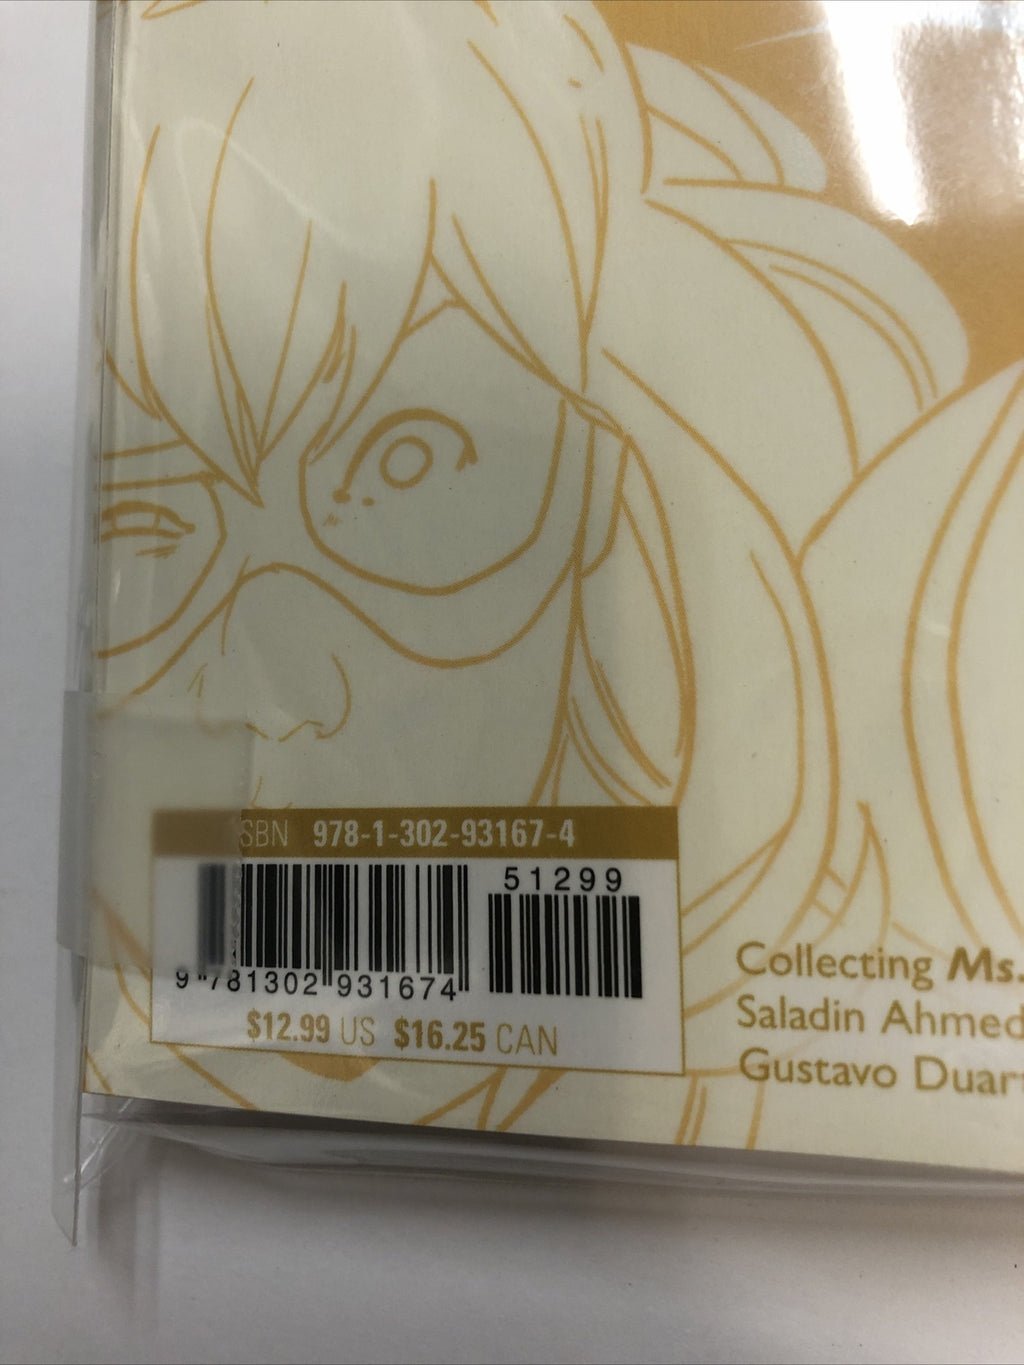 SBN 978-1-302-93167-4
51299
9 781302 931674
$12.99 US $16.25 CAN
Collecting Ms.
Saladin Ahmed
Gustavo